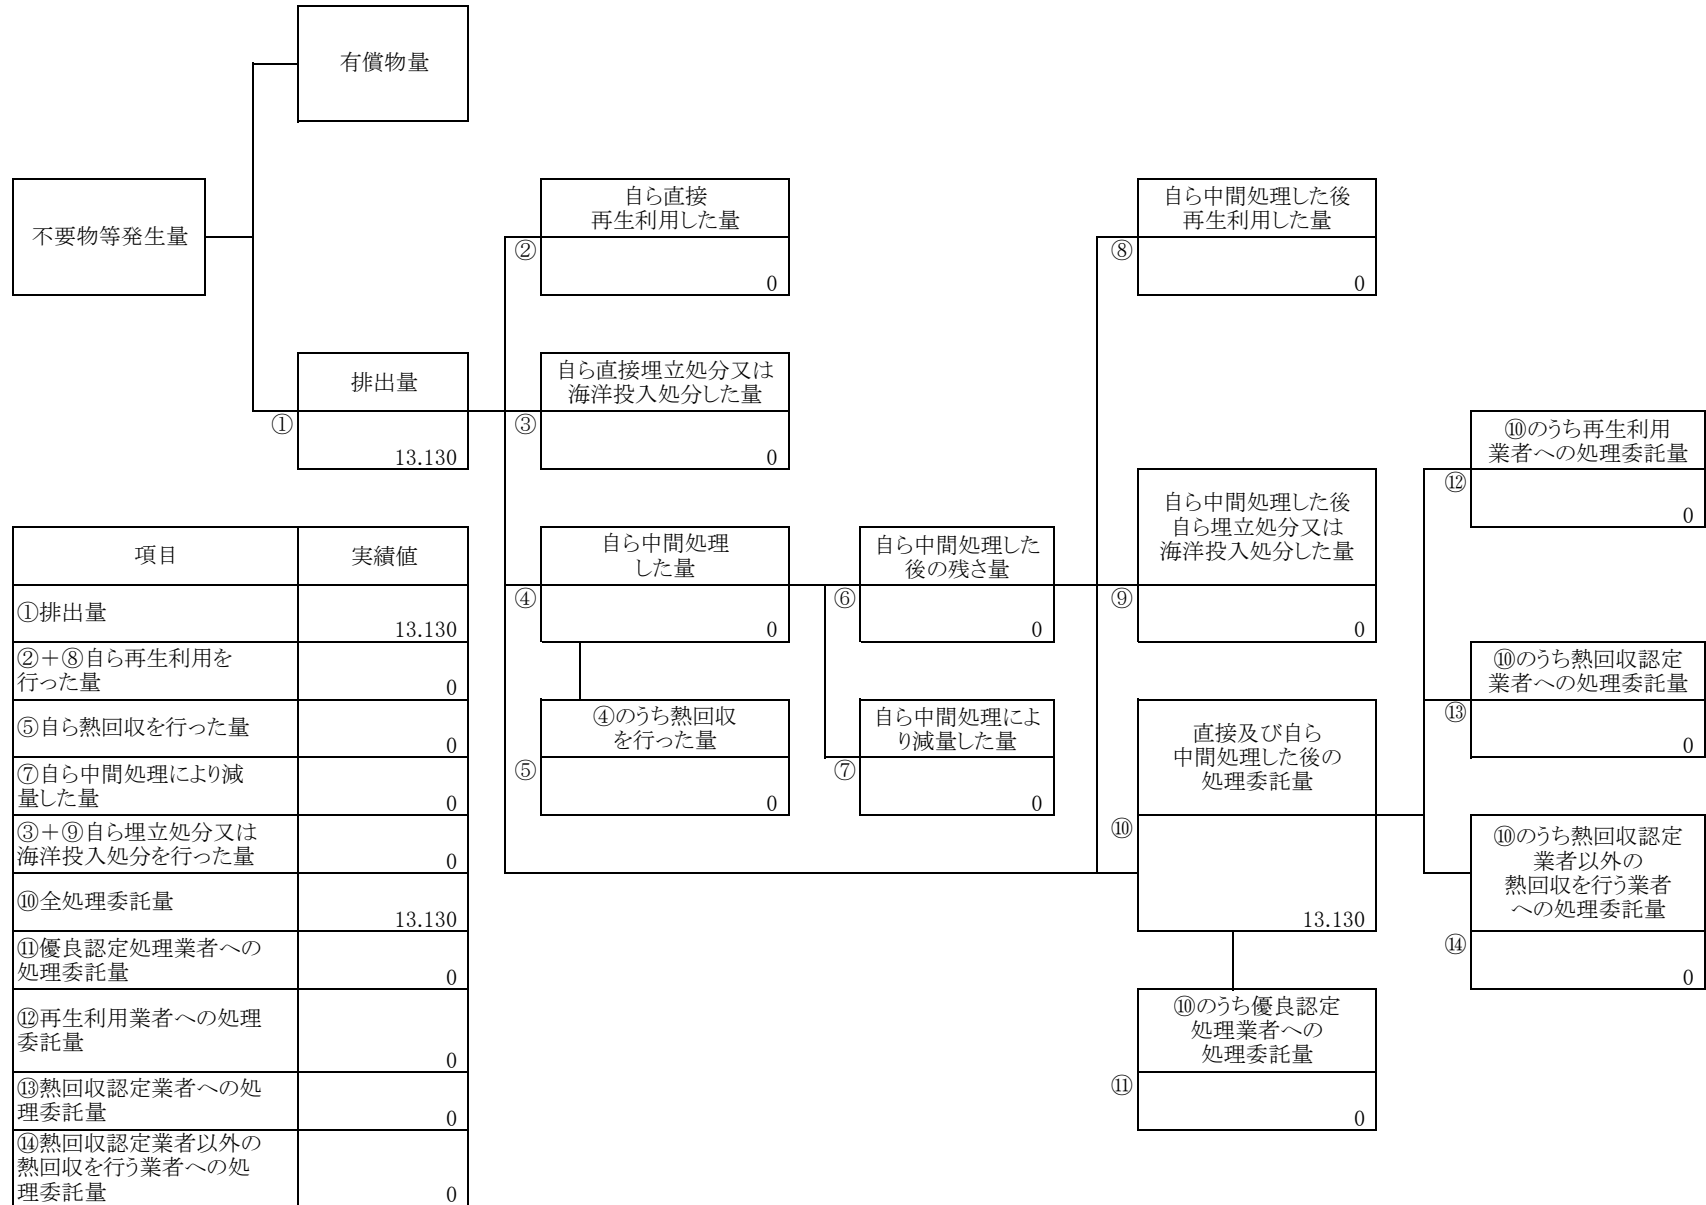 有償物量
不要物等発生量
自ら直接
再生利用した量
②
0
自ら中間処理した後
再生利用した量
⑧
0
排出量
①
13.130
自ら直接埋立処分又は
海洋投入処分した量
③
0
⑩のうち再生利用
業者への処理委託量
⑫
0
自ら中間処理
した量
④
0
自ら中間処理した
後の残さ量
⑥
0
自ら中間処理した後
自ら埋立処分又は
海洋投入処分した量
⑨
0
⑩のうち熱回収認定
業者への処理委託量
⑬
0
④のうち熱回収
を行った量
⑤
0
自ら中間処理によ
り減量した量
⑦
0
直接及び自ら
中間処理した後の
処理委託量
⑩
13.130
⑩のうち熱回収認定
業者以外の
熱回収を行う業者
への処理委託量
⑭
0
⑩のうち優良認定
処理業者への
処理委託量
⑪
0
項目 実績値
①排出量
13.130
②＋⑧自ら再生利用を
行った量
0
⑤自ら熱回収を行った量
0
⑦自ら中間処理により減
量した量
0
③＋⑨自ら埋立処分又は
海洋投入処分を行った量
0
⑩全処理委託量
13.130
⑪優良認定処理業者への
処理委託量
0
⑫再生利用業者への処理
委託量
0
⑬熱回収認定業者への処
理委託量
0
⑭熱回収認定業者以外の
熱回収を行う業者への処
理委託量
0